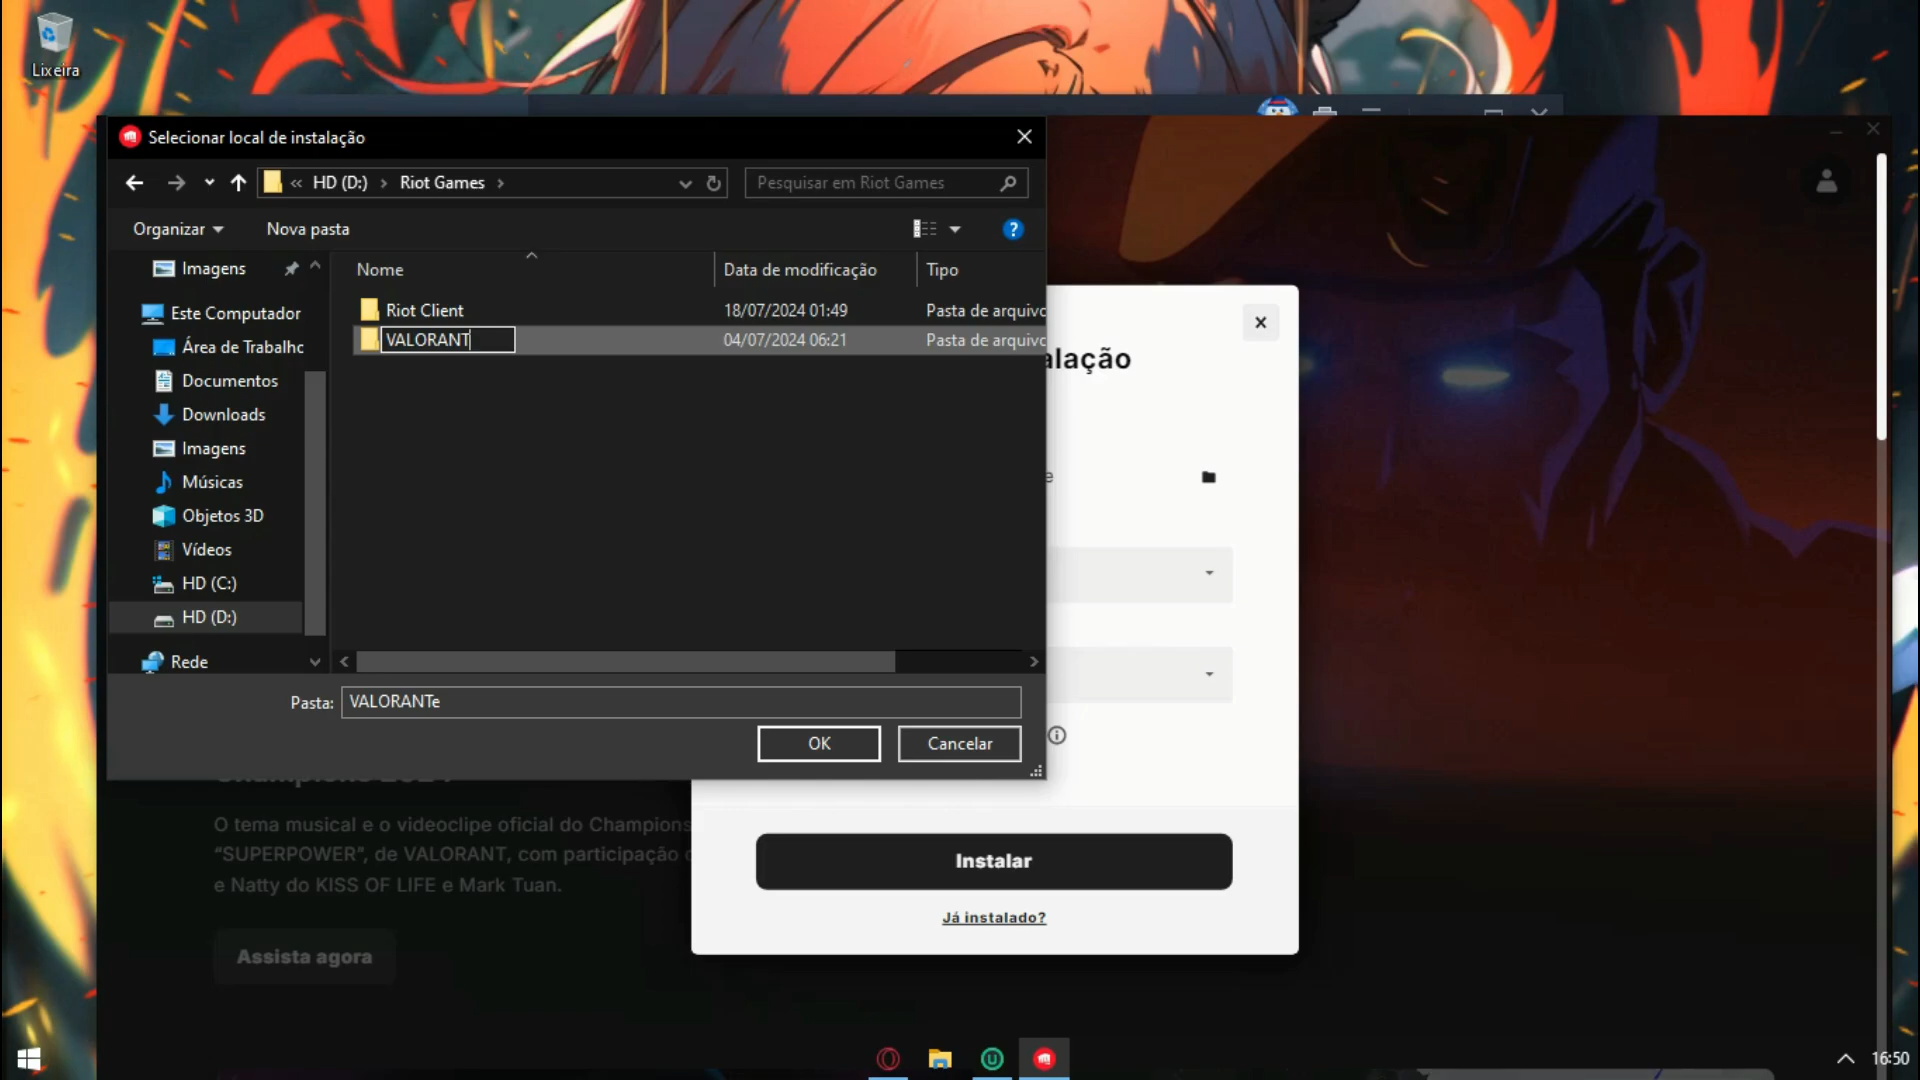 Lixeira
Selecionar local de instalação
« HD (D:) › Riot Games ›
Pesquisar em Riot Games
Organizar
Nova pasta
?
Nome
Data de modificação
Tipo
Imagens
Este Computador
Área de Trabalho
Documentos
Downloads
Imagens
Músicas
Objetos 3D
Vídeos
HD (C:)
HD (D:)
Rede
Riot Client
18/07/2024 01:49
Pasta de arquivo
VALORANT
04/07/2024 06:21
Pasta de arquivo
Pasta:
VALORANTe
OK
Cancelar
alação
e
O tema musical e o videoclipe oficial do Champions
“SUPERPOWER”, de VALORANT, com participação
e Natty do KISS OF LIFE e Mark Tuan.
Assista agora
Instalar
Já instalado?
16:50